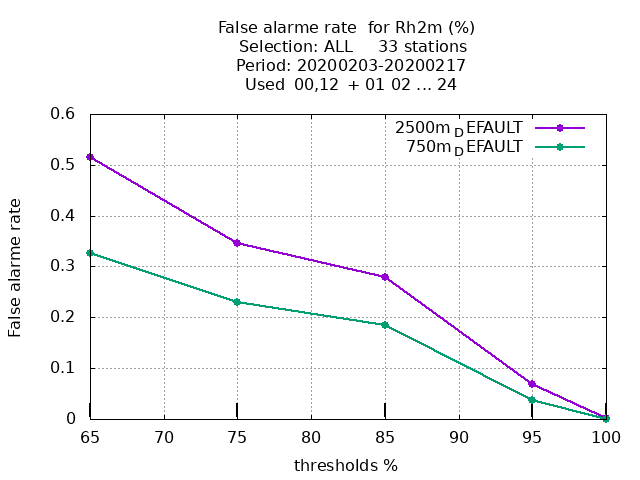 False alarme rate  for Rh2m (%)
Selection: ALL     33 stations
Period: 20200203-20200217
Used  00,12  + 01 02 ... 24
0.6
0.5
0.4
0.3
0.2
0.1
0
False alarme rate
2500m_DEFAULT
750m_DEFAULT
65 70 75 80 85 90 95 100
thresholds %